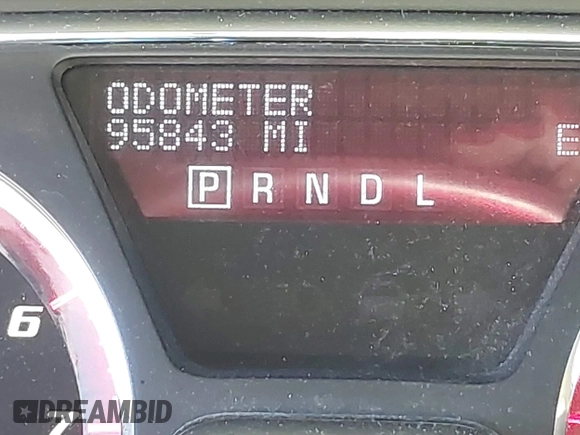 ODOMETER
95843 MI
E
P R N D L
6
DREAMBID